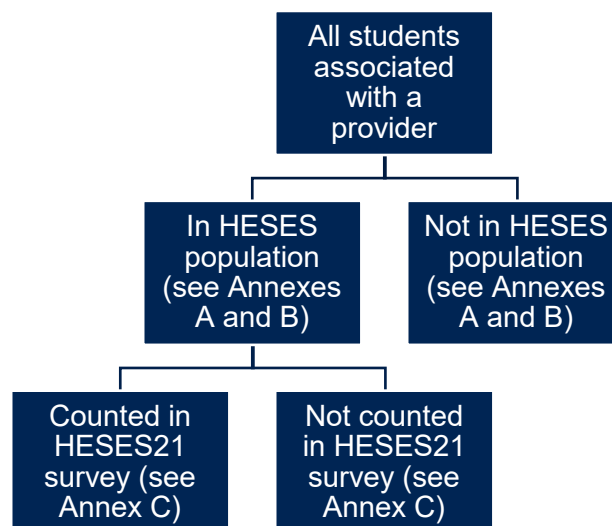 All students
associated
with a
provider
In HESES
population
(see Annexes
A and B)
Not in HESES
population
(see Annexes
A and B)
Counted in
HESES21
survey (see
Annex C)
Not counted
in HESES21
survey (see
Annex C)